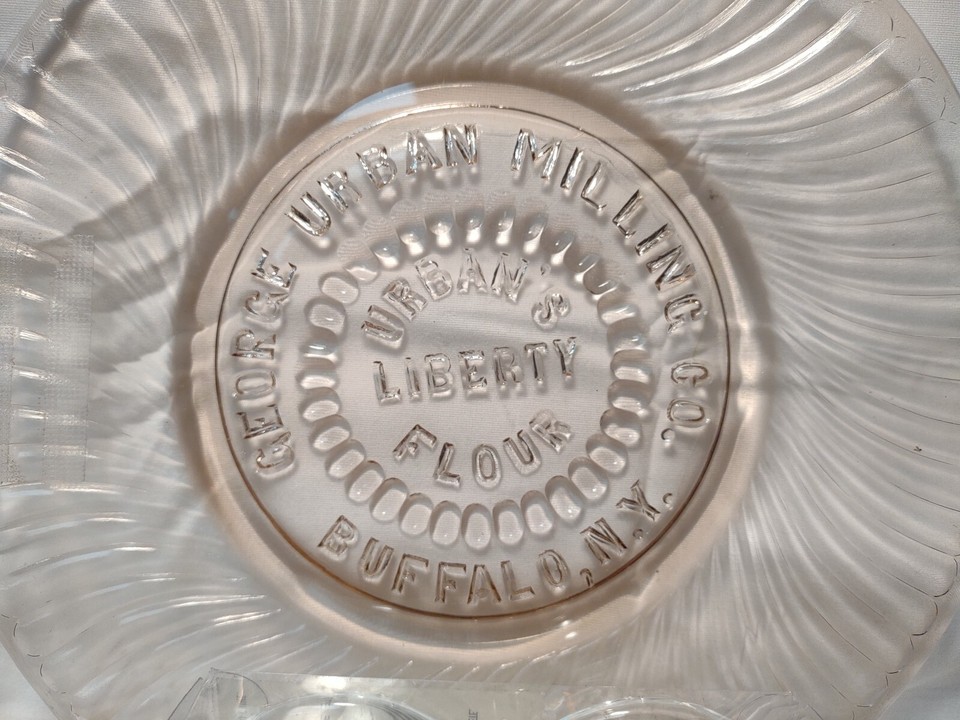 GEORGE URBAN MILLING CO.
URBAN'S
LIBERTY
FLOUR
BUFFALO, N.Y.